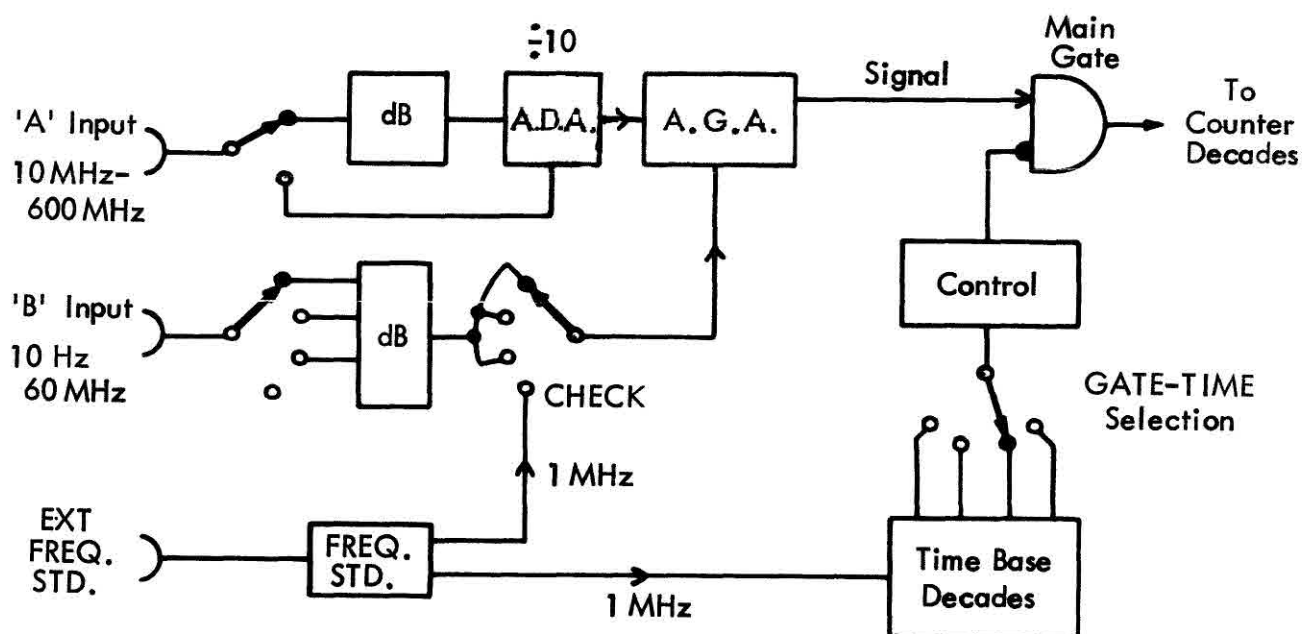 ÷10
Main
Gate
Signal
'A' Input
dB
A.D.A.
A.G.A.
To
Counter
Decades
10 MHz-
600 MHz
Control
'B' Input
dB
10 Hz
60 MHz
CHECK
GATE-TIME
Selection
1 MHz
EXT
FREQ.
STD.
FREQ.
STD.
1 MHz
Time Base
Decades